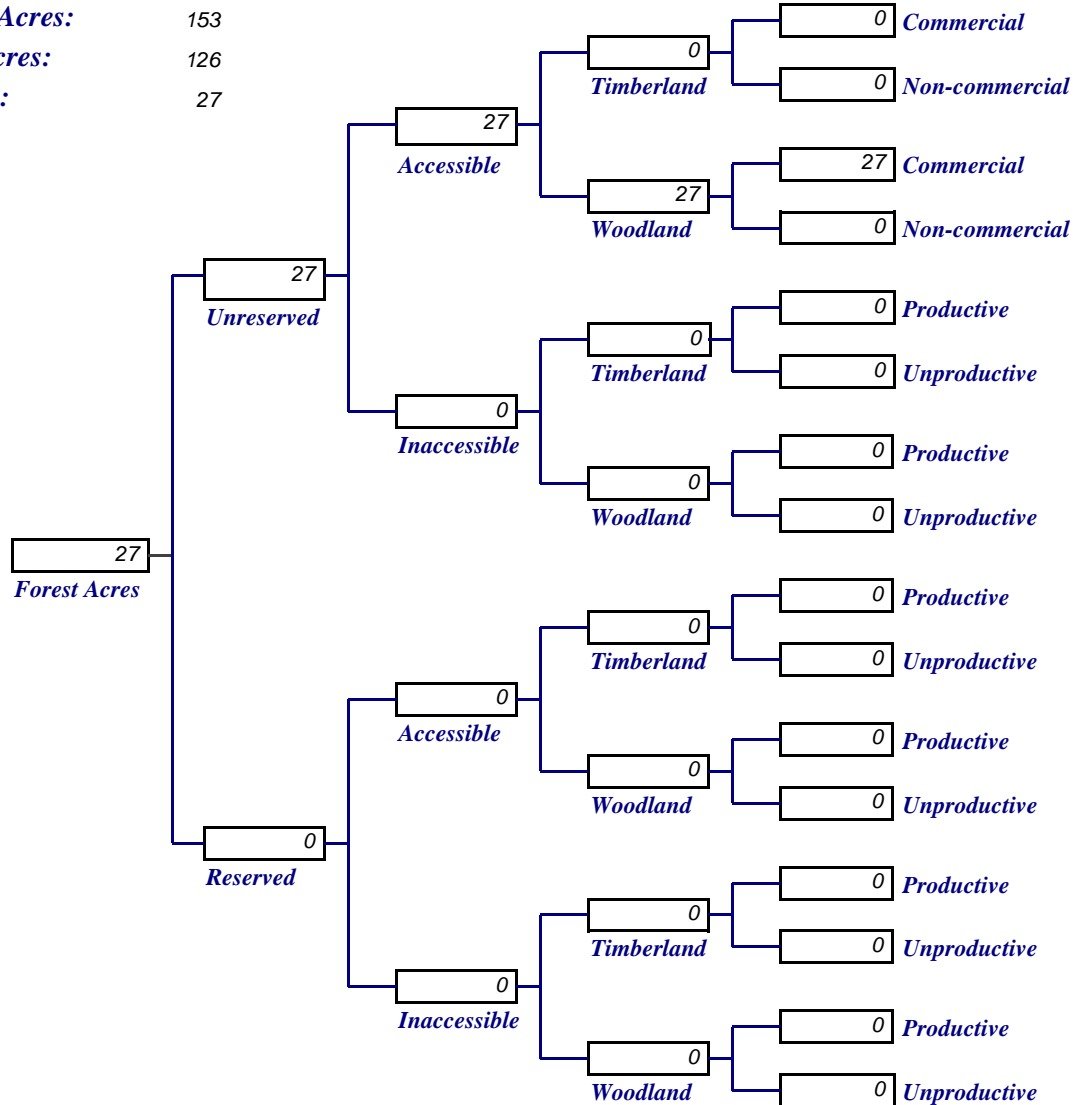 Acres: 153
cres: 126
: 27
0 Commercial
0
Timberland
0 Non-commercial
27
Accessible
27 Commercial
27
Woodland
0 Non-commercial
27
Unreserved
0 Productive
0
Timberland
0 Unproductive
0
Inaccessible
0 Productive
0
Woodland
0 Unproductive
27
Forest Acres
0 Productive
0
Timberland
0 Unproductive
0
Accessible
0 Productive
0
Woodland
0 Unproductive
0
Reserved
0 Productive
0
Timberland
0 Unproductive
0
Inaccessible
0 Productive
0
Woodland
0 Unproductive